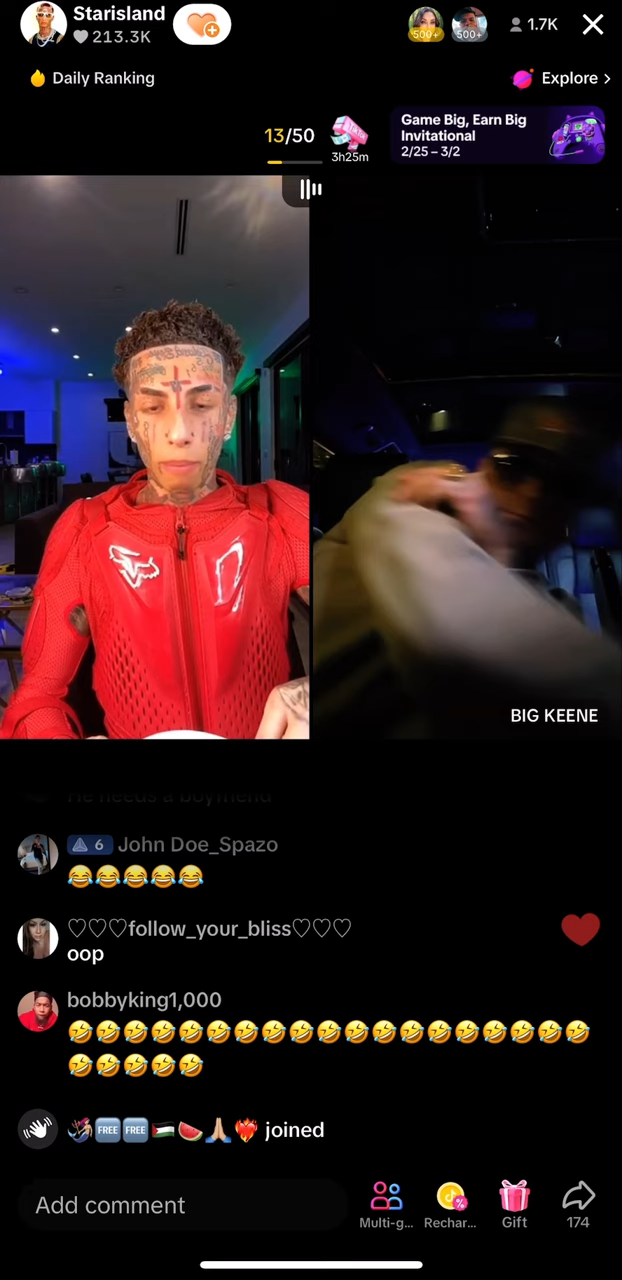 Starisland
213.3K
500+
500+
1.7K
Daily Ranking
Explore >
13/50
3h25m
Game Big, Earn Big
Invitational
2/25 – 3/2
BIG KEENE
He needs a boyfriend
6 John Doe_Spazo
😂😂😂😂😂
♡♡♡follow_your_bliss♡♡♡
oop
bobbyking1,000
🤣🤣🤣🤣🤣🤣🤣🤣🤣🤣🤣🤣🤣🤣🤣🤣🤣🤣🤣
🤣🤣🤣🤣🤣
🆓🆓🇵🇸🍉🙏🏼❤️‍🔥 joined
Add comment
Multi-g...
Rechar...
Gift
174